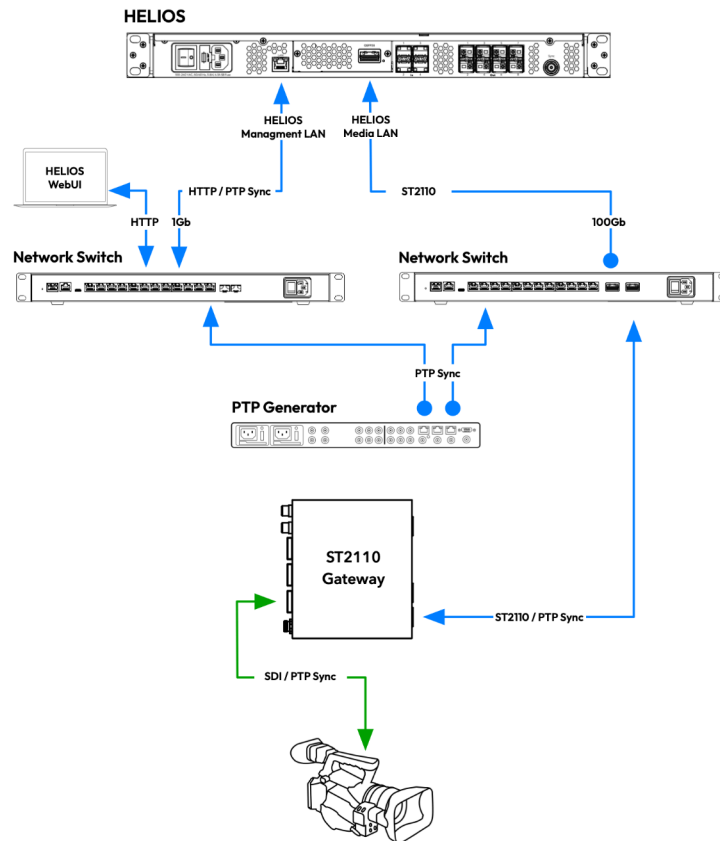 HELIOS
HELIOS
Managment LAN
HELIOS
Media LAN
HELIOS
WebUI
HTTP / PTP Sync
ST2110
HTTP
1Gb
100Gb
Network Switch
Network Switch
PTP Sync
PTP Generator
ST2110
Gateway
ST2110 / PTP Sync
SDI / PTP Sync